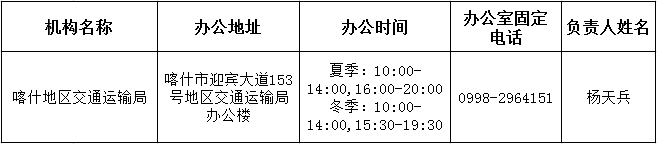 机构名称
办公地址
办公时间
办公室固定
电话
负责人姓名
喀什地区交通运输局
喀什市迎宾大道153
号地区交通运输局
办公楼
夏季：10:00-
14:00,16:00-20:00
冬季：10:00-
14:00,15:30-19:30
0998-2964151
杨天兵